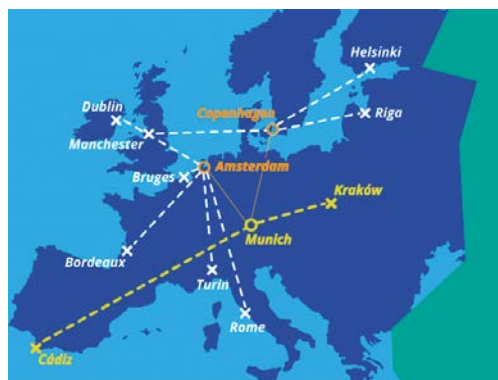 Helsinki
Dublin
Copenhagen
Riga
Manchester
Amsterdam
Bruges
Kraków
Munich
Bordeaux
Turin
Rome
Cádiz